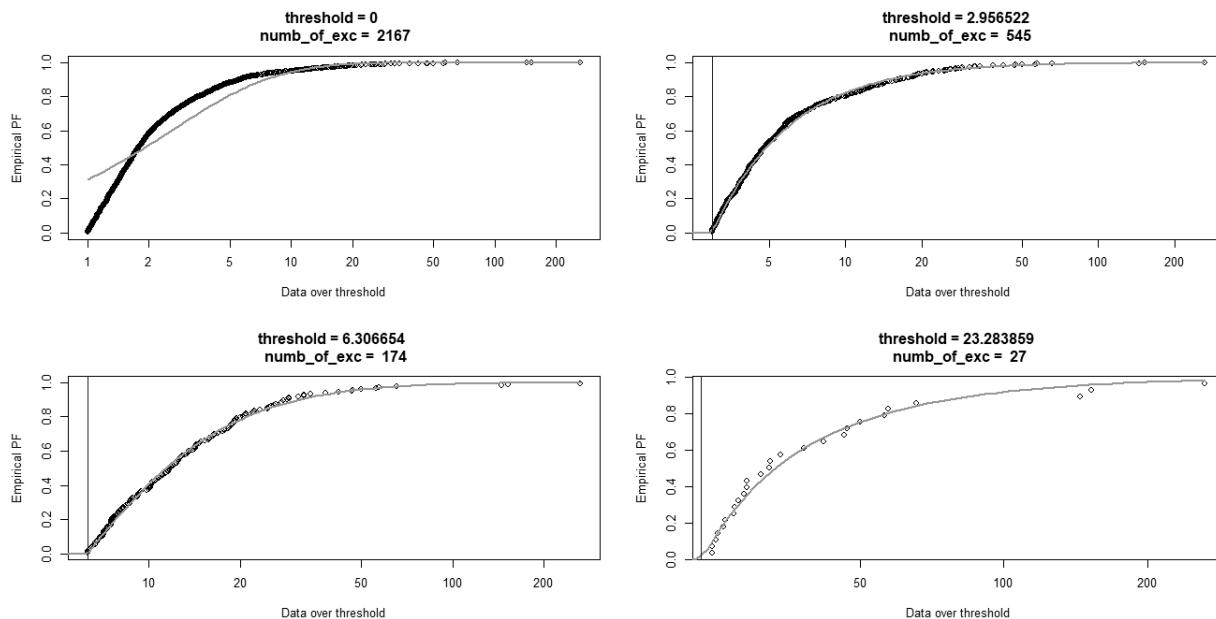 threshold = 0
numb_of_exc = 2167
Empirical PF
0.0 0.2 0.4 0.6 0.8 1.0
1 2 5 10 20 50 100 200
Data over threshold
threshold = 2.956522
numb_of_exc = 545
Empirical PF
0.0 0.2 0.4 0.6 0.8 1.0
5 10 20 50 100 200
Data over threshold
threshold = 6.306654
numb_of_exc = 174
Empirical PF
0.0 0.2 0.4 0.6 0.8 1.0
10 20 50 100 200
Data over threshold
threshold = 23.283859
numb_of_exc = 27
Empirical PF
0.0 0.2 0.4 0.6 0.8 1.0
50 100 200
Data over threshold